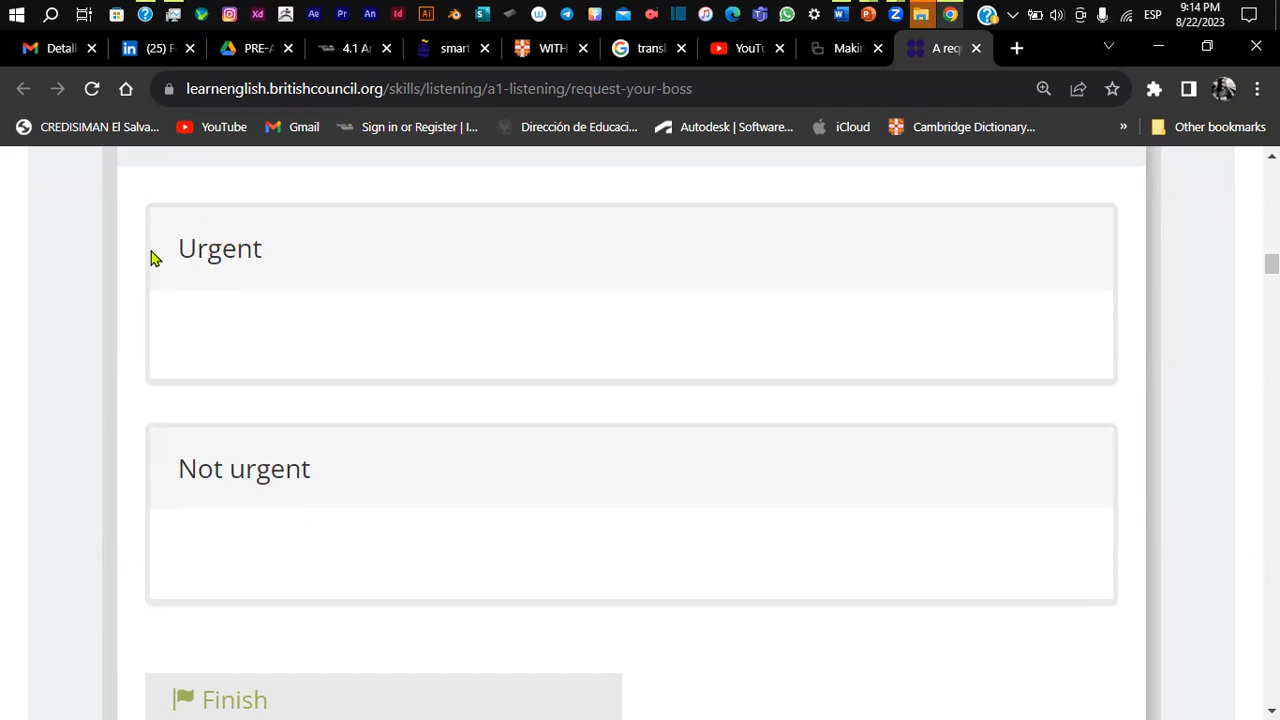 9:14 PM
ESP
8/22/2023
Detall
(25) F
PRE-A
4.1 A
smart
WITH
transl
YouTu
Makin
A req
learnenglish.britishcouncil.org/skills/listening/a1-listening/request-your-boss
CREDISIMAN El Salva...
YouTube
Gmail
Sign in or Register | I...
Dirección de Educaci...
Autodesk | Software...
iCloud
Cambridge Dictionary...
»
Other bookmarks
Urgent
Not urgent
Finish